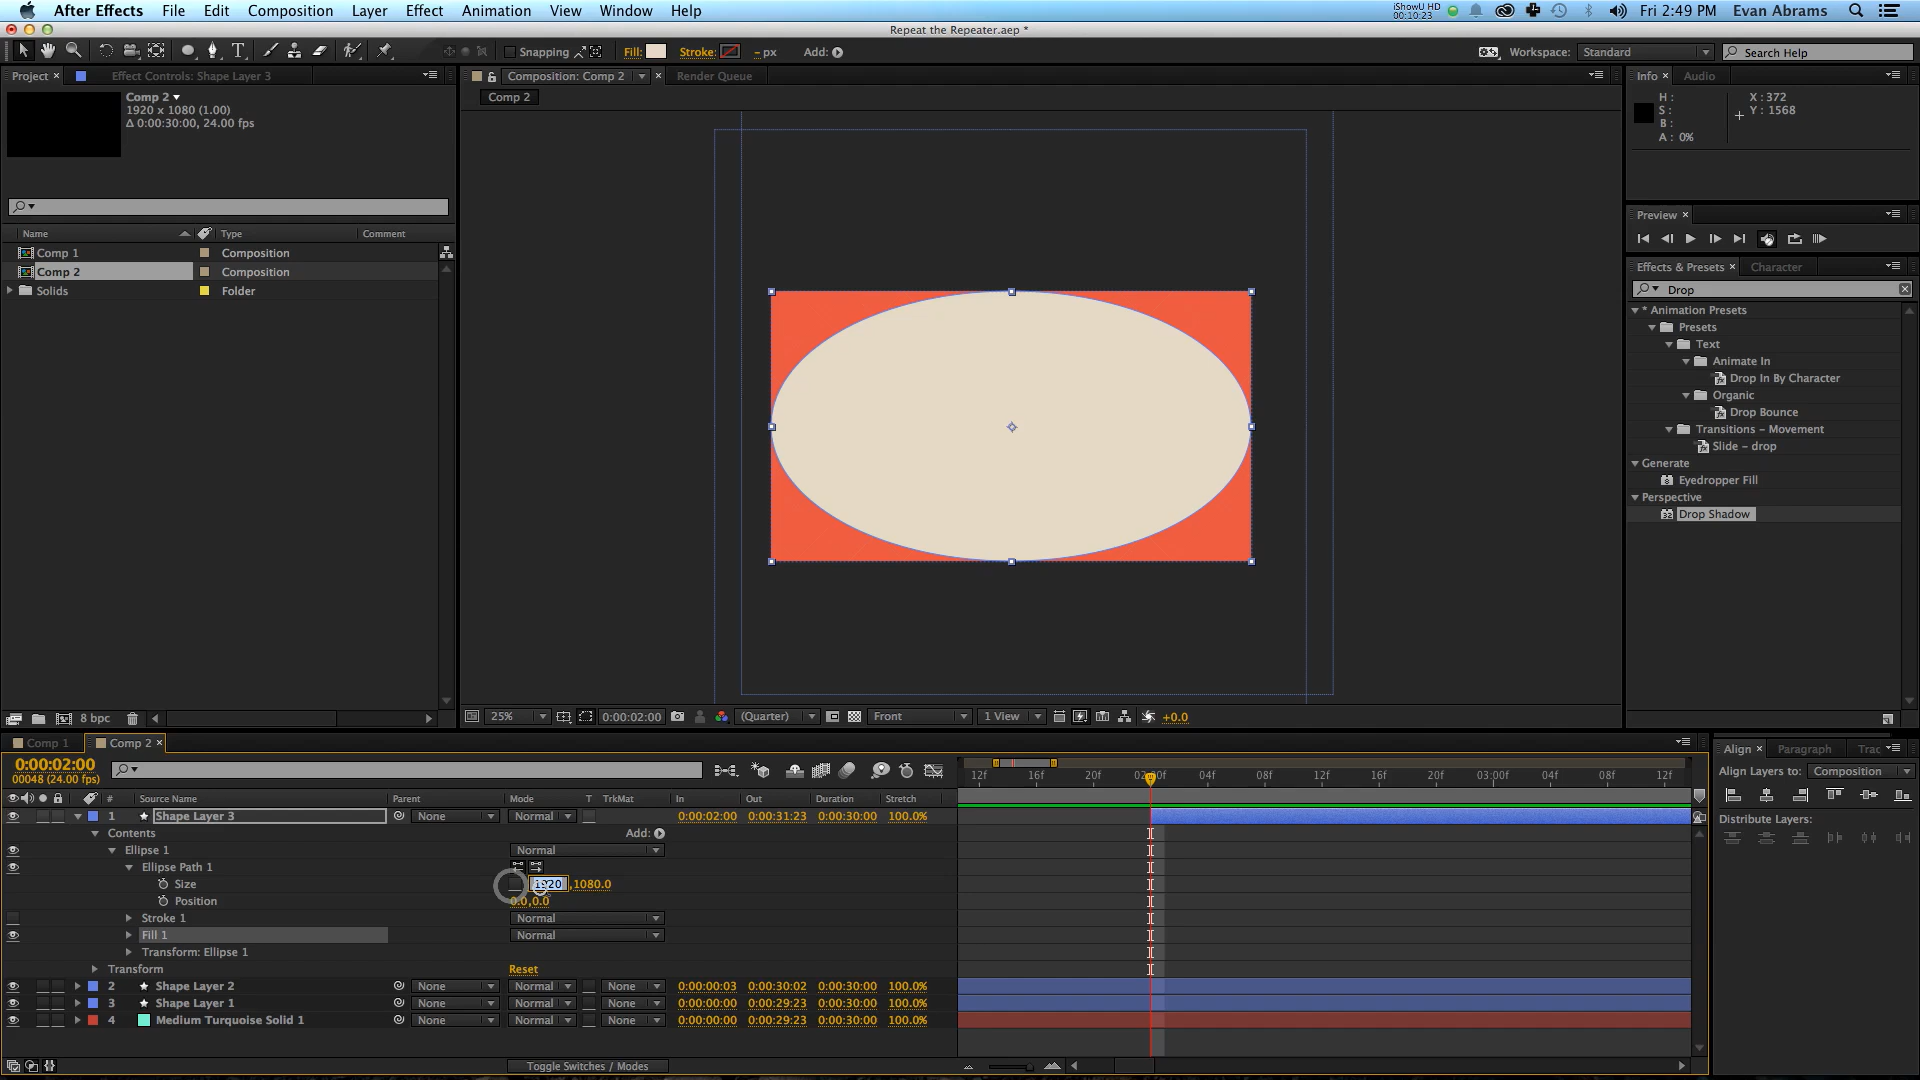 After Effects File Edit Composition Layer Effect Animation View Window Help iShowU HD 00:10:23 Fri 2:49 PM Evan Abrams
Repeat the Repeater.aep *
Snapping Fill: Stroke: - px Add: Workspace: Standard Search Help
Project × Effect Controls: Shape Layer 3 Composition: Comp 2 × Render Queue Info × Audio
Comp 2
1920 x 1080 (1.00)
Δ 0:00:30:00, 24.00 fps
Comp 2
H: X: 372
S: Y: 1568
B:
A: 0%
Preview ×
Name Type Comment
Comp 1 Composition
Comp 2 Composition
Solids Folder
Effects & Presets × Character
Drop
* Animation Presets
Presets
Text
Animate In
Drop In By Character
Organic
Drop Bounce
Transitions – Movement
Slide – drop
Generate
Eyedropper Fill
Perspective
Drop Shadow
8 bpc 25% 0:00:02:00 (Quarter) Front 1 View +0.0
Comp 1 Comp 2 ×
0:00:02:00
00048 (24.00 fps)
12f 16f 20f 02:00f 04f 08f 12f 16f 20f 03:00f 04f 08f 12f
# Source Name Parent Mode T TrkMat In Out Duration Stretch
1 Shape Layer 3 None Normal 0:00:02:00 0:00:31:23 0:00:30:00 100.0%
Contents Add:
Ellipse 1 Normal
Ellipse Path 1
Size 1920 ,1080.0
Position 0.0,0.0
Stroke 1 Normal
Fill 1 Normal
Transform: Ellipse 1
Transform Reset
2 Shape Layer 2 None Normal None 0:00:00:03 0:00:30:02 0:00:30:00 100.0%
3 Shape Layer 1 None Normal None 0:00:00:00 0:00:29:23 0:00:30:00 100.0%
4 Medium Turquoise Solid 1 None Normal None 0:00:00:00 0:00:29:23 0:00:30:00 100.0%
Toggle Switches / Modes
Align × Paragraph Trac
Align Layers to: Composition
Distribute Layers: